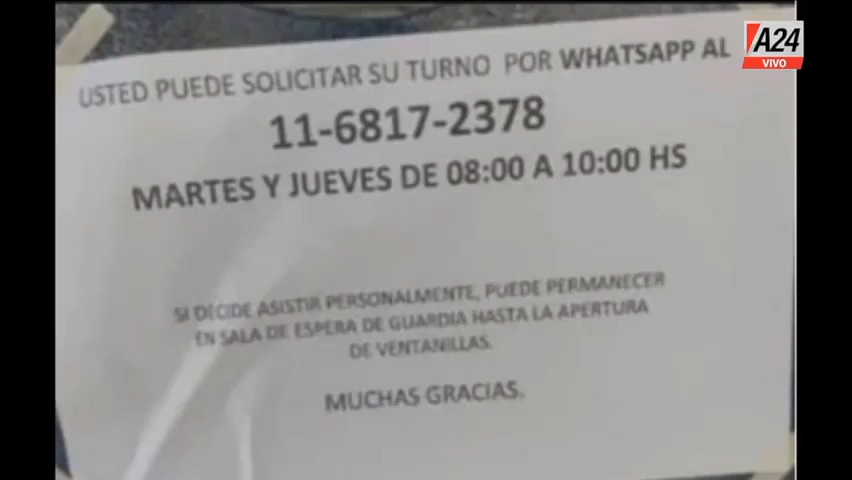 USTED PUEDE SOLICITAR SU TURNO POR WHATSAPP AL
11-6817-2378
MARTES Y JUEVES DE 08:00 A 10:00 HS
SI DECIDE ASISTIR PERSONALMENTE, PUEDE PERMANECER
EN SALA DE ESPERA DE GUARDIA HASTA LA APERTURA
DE VENTANILLAS.
MUCHAS GRACIAS.
A24
VIVO